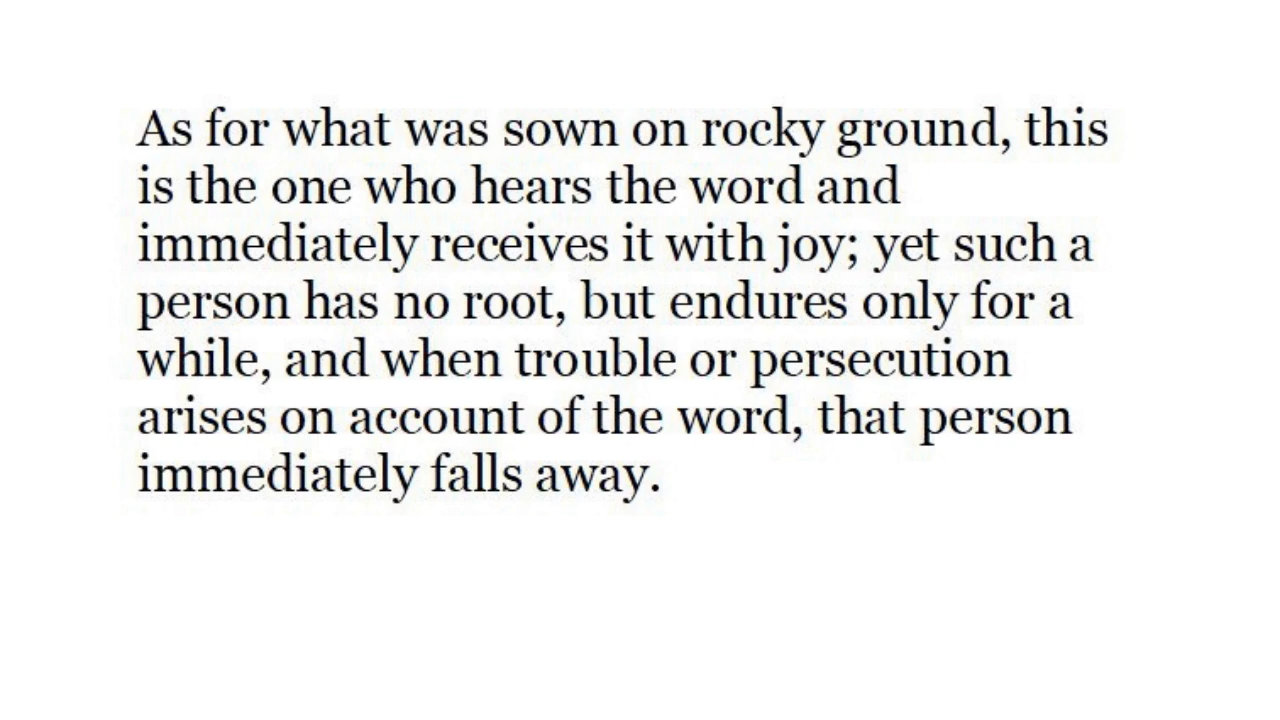 As for what was sown on rocky ground, this
is the one who hears the word and
immediately receives it with joy; yet such a
person has no root, but endures only for a
while, and when trouble or persecution
arises on account of the word, that person
immediately falls away.